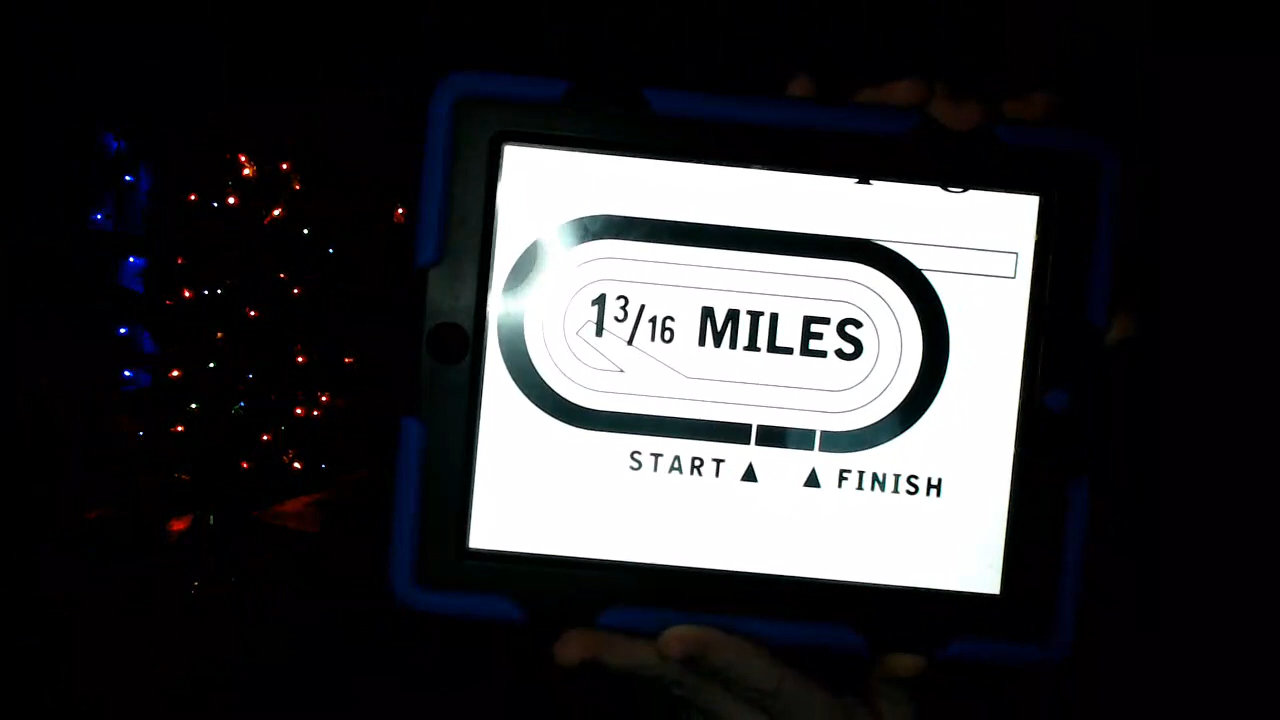 1 3/16 MILES
START ▲ ▲ FINISH